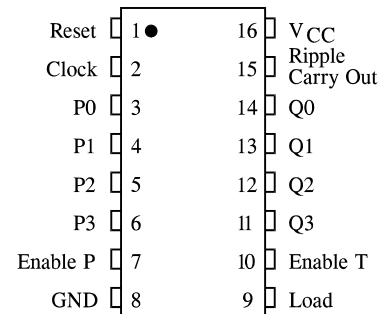 Reset 1 16 VCC
Clock 2 15 Ripple
Carry Out
P0 3 14 Q0
P1 4 13 Q1
P2 5 12 Q2
P3 6 11 Q3
Enable P 7 10 Enable T
GND 8 9 Load